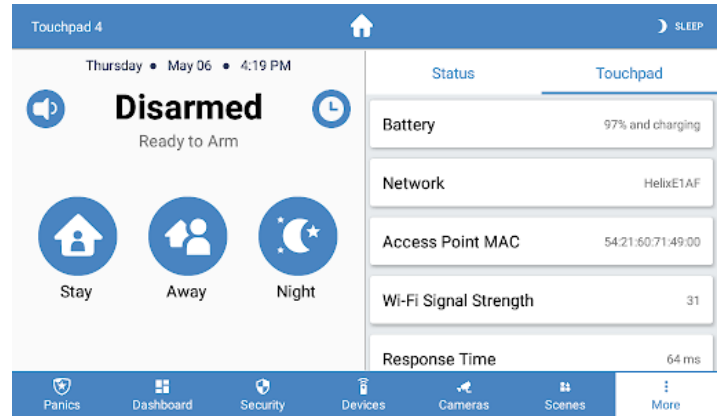 Touchpad 4
SLEEP
Thursday • May 06 • 4:19 PM
Disarmed
Ready to Arm
Stay
Away
Night
Status
Touchpad
Battery
97% and charging
Network
HelixE1AF
Access Point MAC
54:21:60:71:49:00
Wi-Fi Signal Strength
31
Response Time
64 ms
Panics
Dashboard
Security
Devices
Cameras
Scenes
More